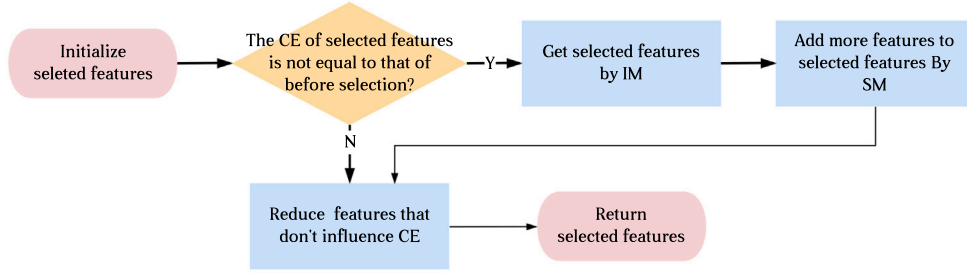 Initialize
seleted features
The CE of selected features
is not equal to that of
before selection?
Y
Get selected features
by IM
Add more features to
selected features By
SM
N
Reduce features that
don't influence CE
Return
selected features